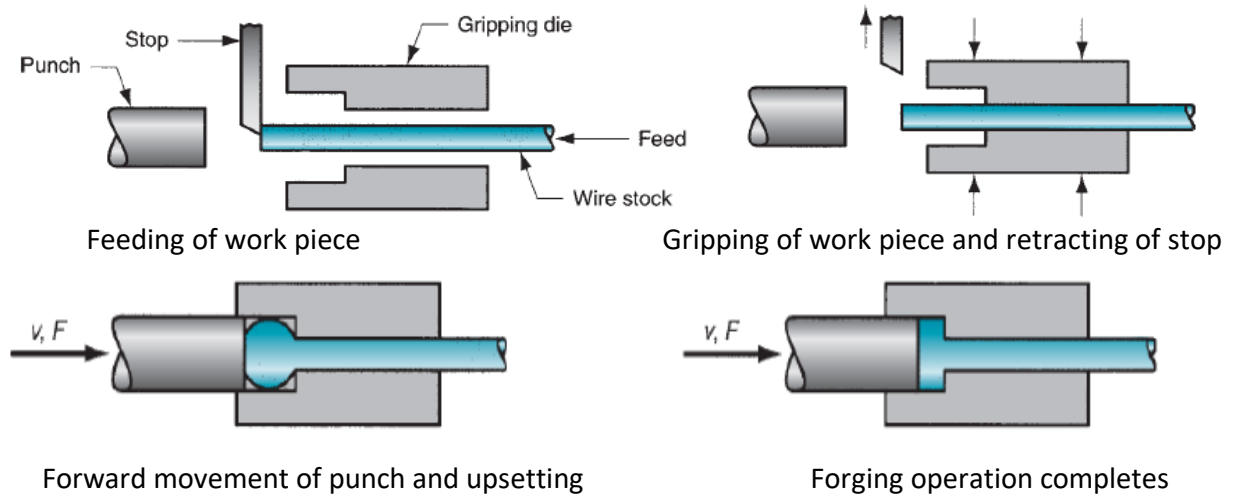 Stop
Gripping die
Punch
Feed
Wire stock
Feeding of work piece
Gripping of work piece and retracting of stop
v, F
v, F
Forward movement of punch and upsetting
Forging operation completes